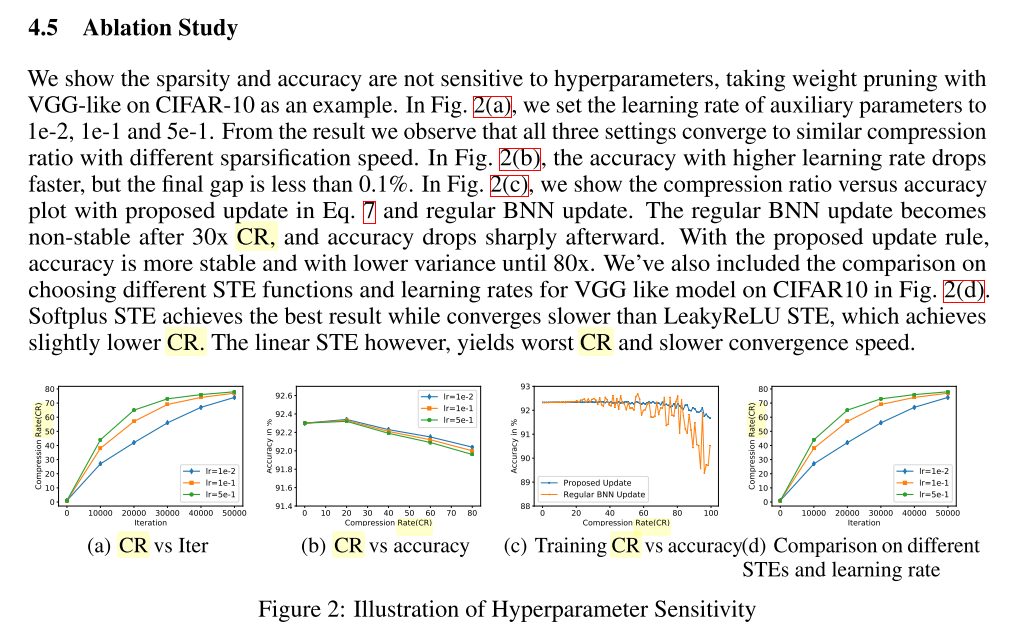 4.5 Ablation Study
We show the sparsity and accuracy are not sensitive to hyperparameters, taking weight pruning with
VGG-like on CIFAR-10 as an example. In Fig. 2(a), we set the learning rate of auxiliary parameters to
1e-2, 1e-1 and 5e-1. From the result we observe that all three settings converge to similar compression
ratio with different sparsification speed. In Fig. 2(b), the accuracy with higher learning rate drops
faster, but the final gap is less than 0.1%. In Fig. 2(c), we show the compression ratio versus accuracy
plot with proposed update in Eq. 7 and regular BNN update. The regular BNN update becomes
non-stable after 30x CR, and accuracy drops sharply afterward. With the proposed update rule,
accuracy is more stable and with lower variance until 80x. We've also included the comparison on
choosing different STE functions and learning rates for VGG like model on CIFAR10 in Fig. 2(d).
Softplus STE achieves the best result while converges slower than LeakyReLU STE, which achieves
slightly lower CR. The linear STE however, yields worst CR and slower convergence speed.
Compression Rate(CR)
80
70
60
50
40
30
20
10
0
lr=1e-2
lr=1e-1
lr=5e-1
0 10000 20000 30000 40000 50000
Iteration
(a) CR vs Iter
Accuracy in %
92.6
92.4
92.2
92.0
91.8
91.6
91.4
lr=1e-2
lr=1e-1
lr=5e-1
0 10 20 30 40 50 60 70 80
Compression Rate(CR)
(b) CR vs accuracy
Accuracy in %
93
92
91
90
89
88
Proposed Update
Regular BNN Update
0 20 40 60 80 100
Compression Rate(CR)
(c) Training CR vs accuracy
Compression Rate(CR)
80
70
60
50
40
30
20
10
0
lr=1e-2
lr=1e-1
lr=5e-1
0 10000 20000 30000 40000 50000
Iteration
(d) Comparison on different
STEs and learning rate
Figure 2: Illustration of Hyperparameter Sensitivity